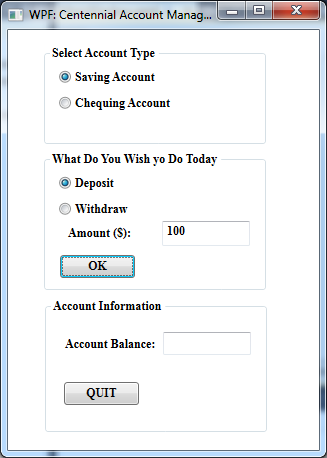 WPF: Centennial Account Manag...
Select Account Type
Saving Account
Chequing Account
What Do You Wish yo Do Today
Deposit
Withdraw
Amount ($): 100
OK
Account Information
Account Balance:
QUIT